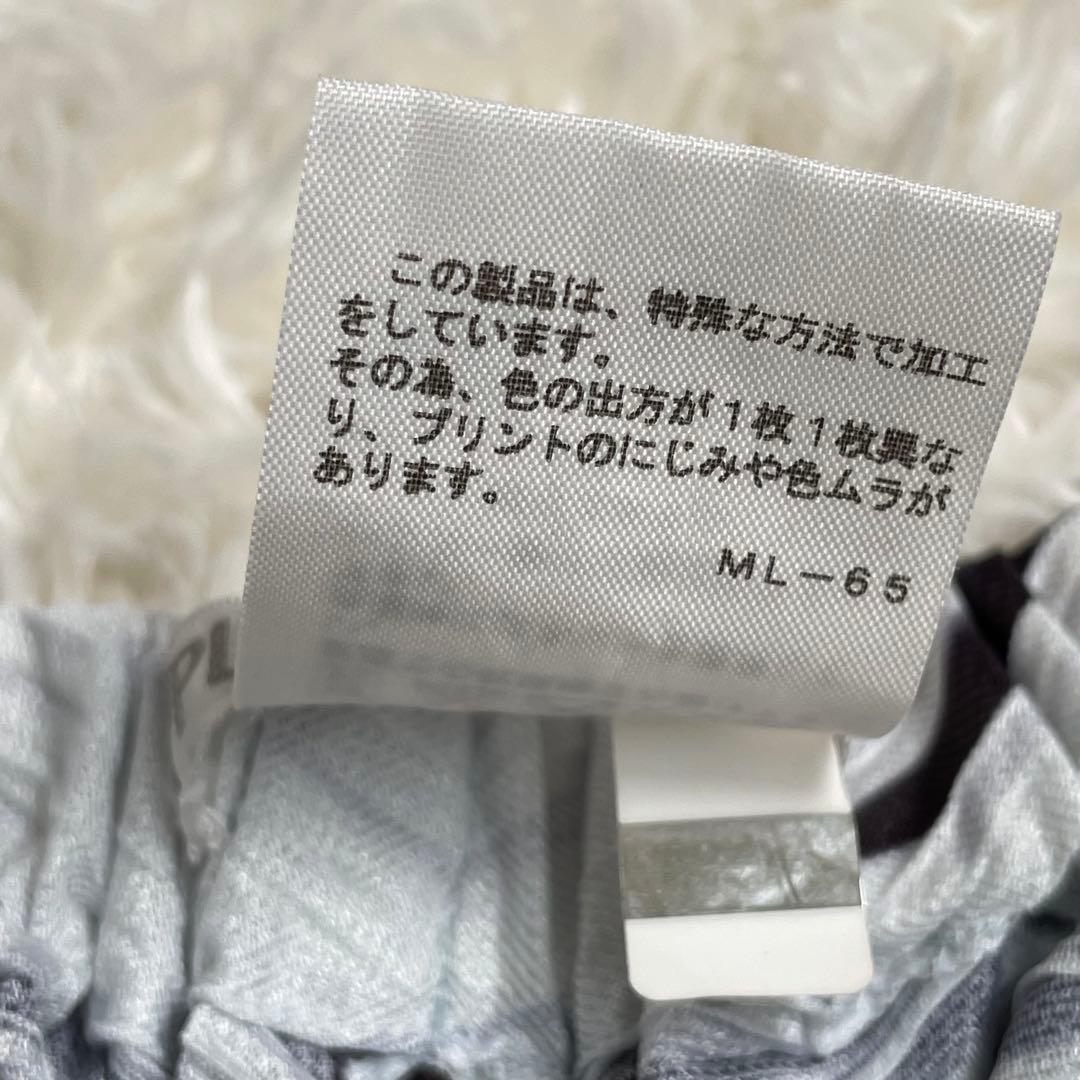 この製品は、特殊な方法で加工
をしています。
その為、色の出方が1枚1枚異な
り、プリントのにじみや色ムラが
あります。
ML-65
PL